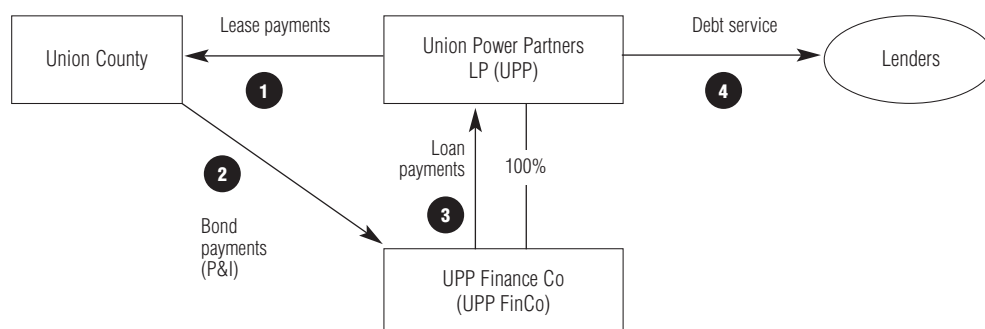 Lease payments
Debt service
Union County
Union Power Partners
LP (UPP)
Lenders
1
4
2
Loan
payments
100%
3
Bond
payments
(P&I)
UPP Finance Co
(UPP FinCo)